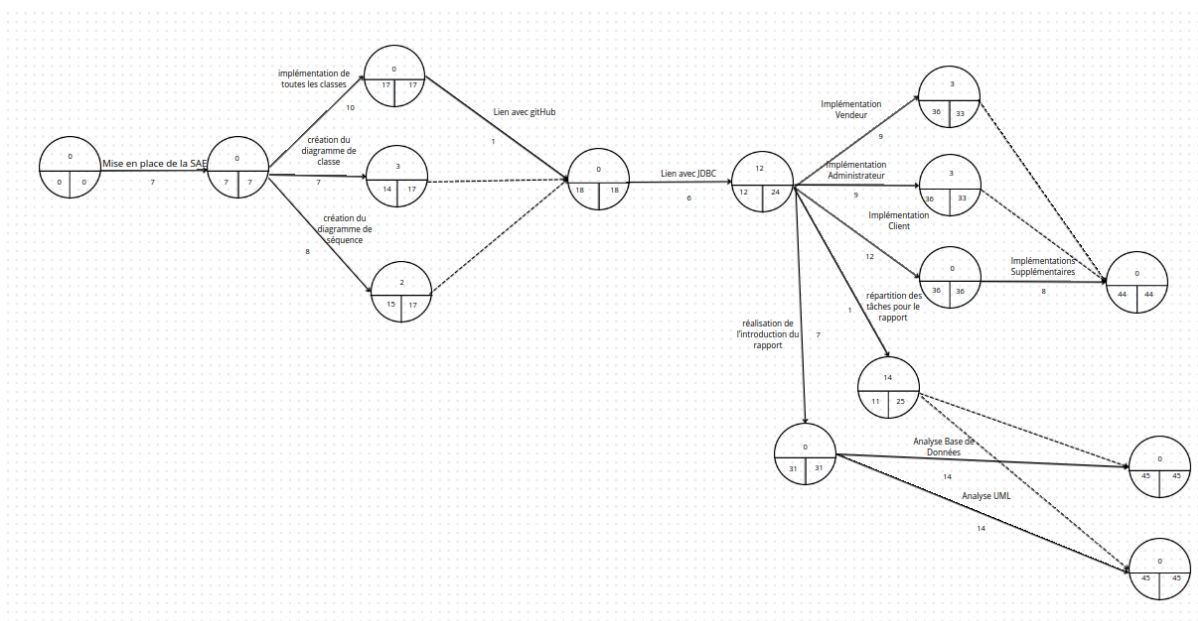 0
0 0
Mise en place de la SAE
7
0
7 7
implémentation de
toutes les classes
10
0
17 17
création du
diagramme de
classe
7
3
14 17
création du
diagramme de
séquence
8
2
15 17
Lien avec gitHub
1
0
18 18
Lien avec JDBC
6
12
12 24
Implémentation
Vendeur
9
3
36 33
Implémentation
Administrateur
9
3
36 33
Implémentation
Client
12
0
36 36
Implémentations
Supplémentaires
8
0
44 44
répartition des
tâches pour le
rapport
1
14
11 25
réalisation de
l'introduction du
rapport
7
0
31 31
Analyse Base de
Données
14
0
45 45
Analyse UML
14
0
45 45